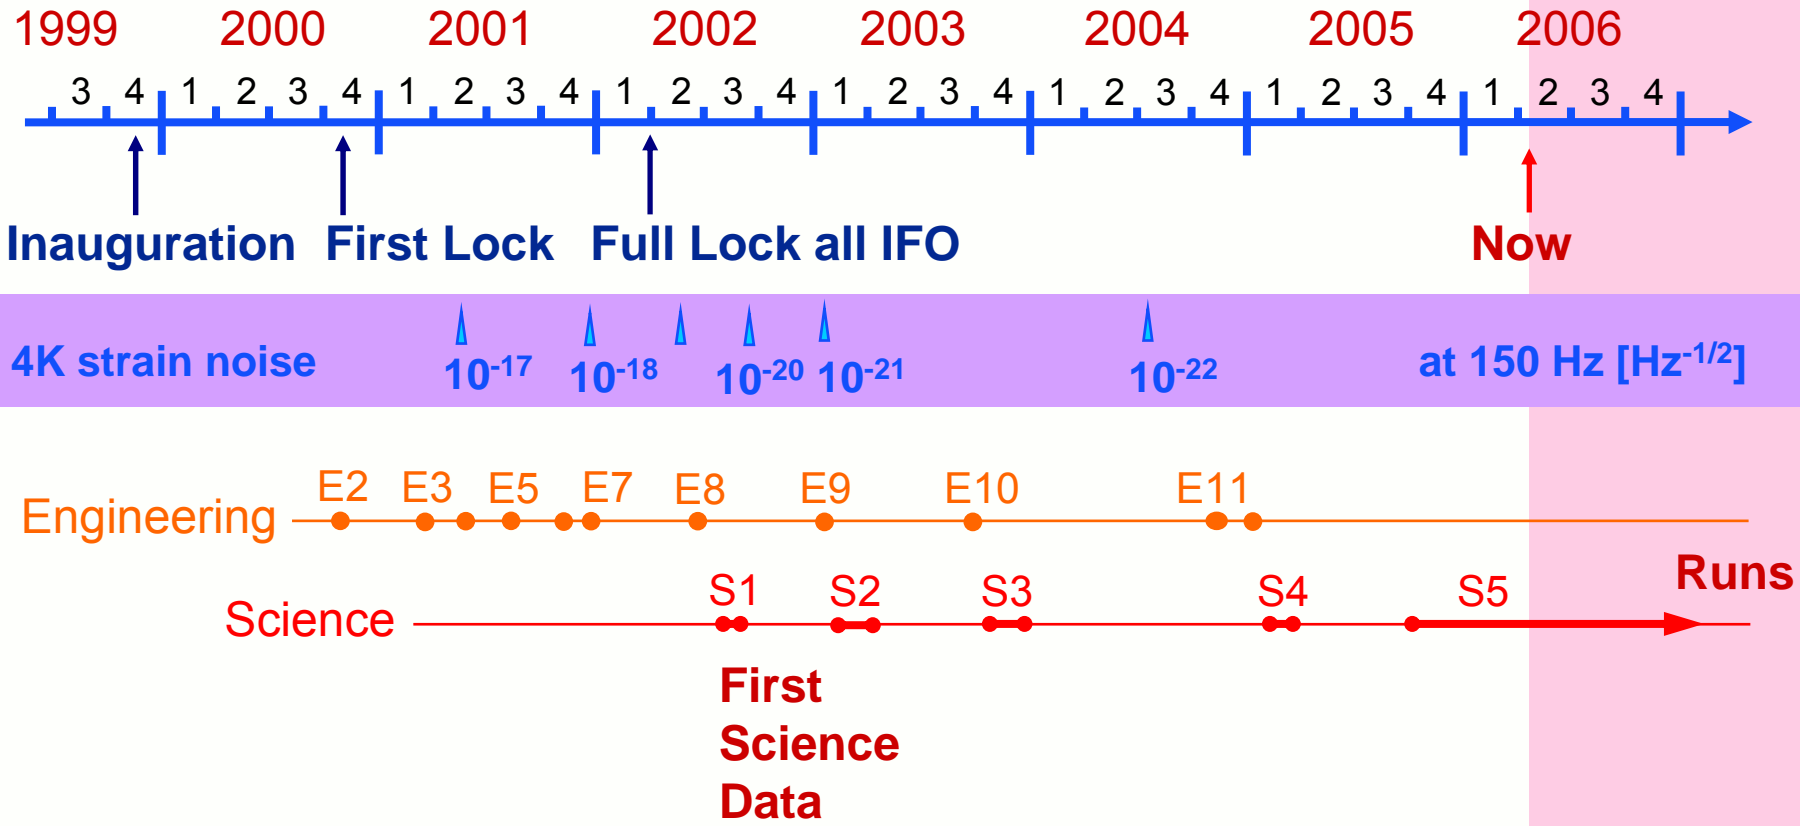 1999 2000 2001 2002 2003 2004 2005 2006
3 4 1 2 3 4 1 2 3 4 1 2 3 4 1 2 3 4 1 2 3 4 1 2 3 4 1 2 3 4
Inauguration First Lock Full Lock all IFO Now
4K strain noise 10⁻¹⁷ 10⁻¹⁸ 10⁻²⁰ 10⁻²¹ 10⁻²² at 150 Hz [Hz⁻¹/²]
E2 E3 E5 E7 E8 E9 E10 E11
Engineering
Runs
S1 S2 S3 S4 S5
Science
First
Science
Data